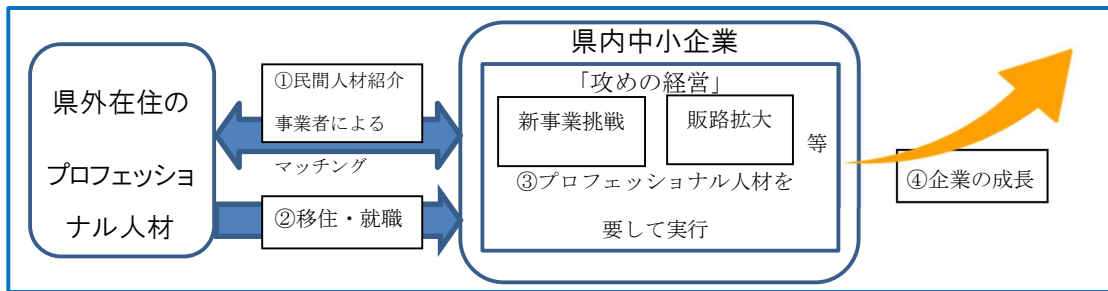 県外在住の
プロフェッショ
ナル人材
①民間人材紹介
事業者による
マッチング
②移住・就職
県内中小企業
「攻めの経営」
新事業挑戦
販路拡大
等
③プロフェッショナル人材を
要して実行
④企業の成長